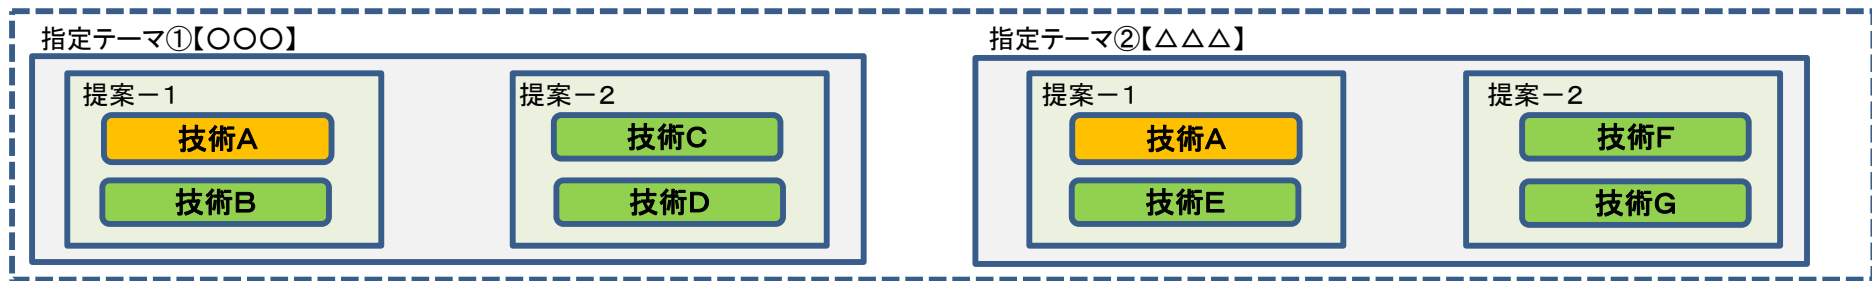 指定テーマ①【〇〇〇】
提案－１
技術A
技術B
提案－２
技術C
技術D
指定テーマ②【△△△】
提案－１
技術A
技術E
提案－２
技術F
技術G